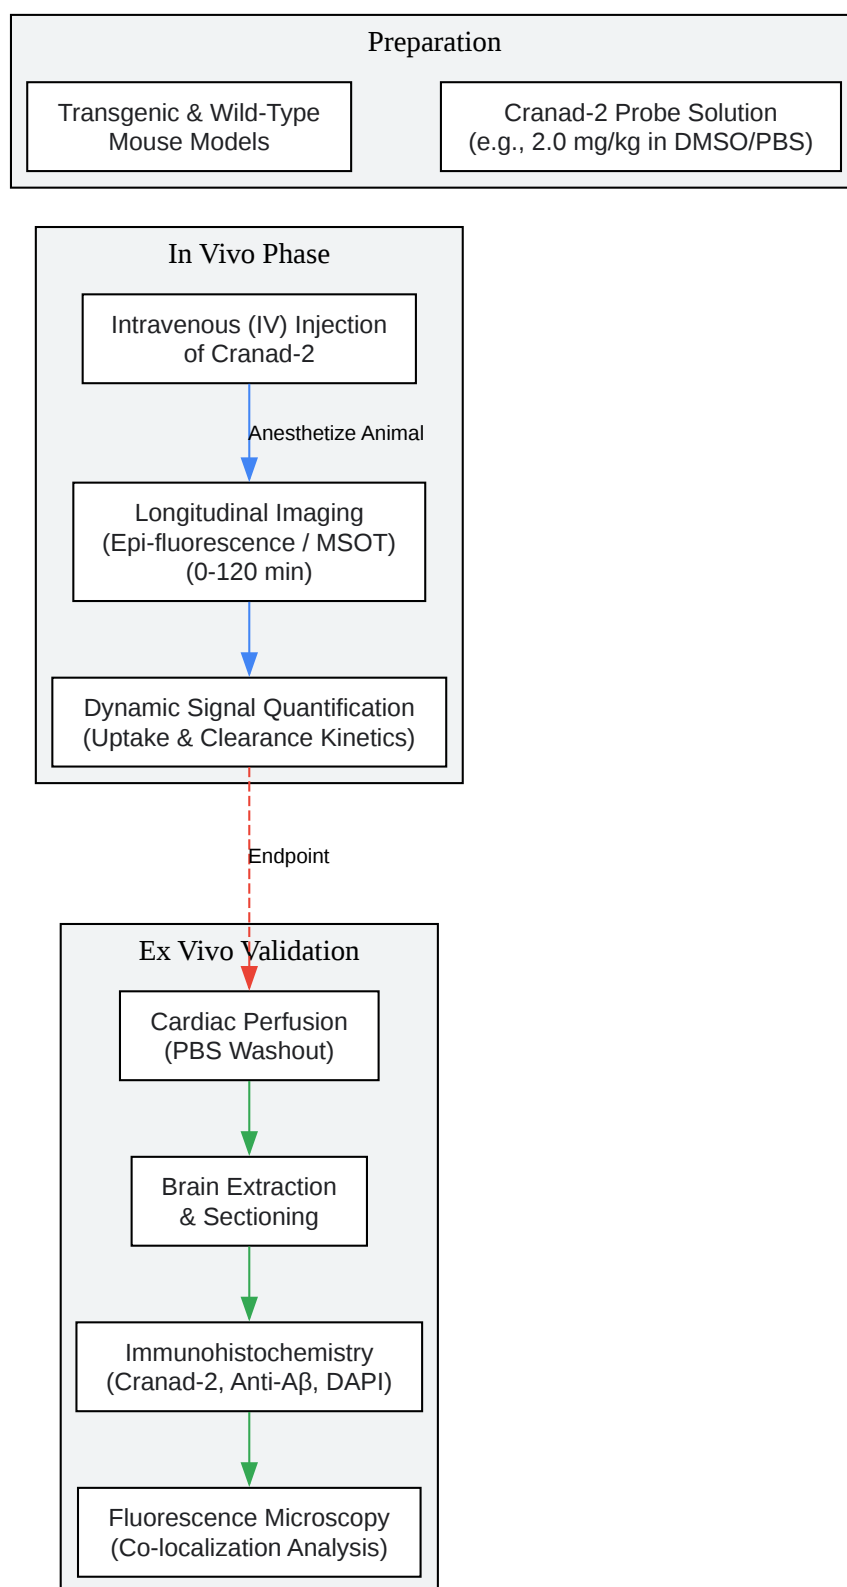 Preparation
Transgenic & Wild-Type
Mouse Models
Cranad-2 Probe Solution
(e.g., 2.0 mg/kg in DMSO/PBS)
In Vivo Phase
Intravenous (IV) Injection
of Cranad-2
Anesthetize Animal
Longitudinal Imaging
(Epi-fluorescence / MSOT)
(0-120 min)
Dynamic Signal Quantification
(Uptake & Clearance Kinetics)
Endpoint
Ex Vivo Validation
Cardiac Perfusion
(PBS Washout)
Brain Extraction
& Sectioning
Immunohistochemistry
(Cranad-2, Anti-Aβ, DAPI)
Fluorescence Microscopy
(Co-localization Analysis)